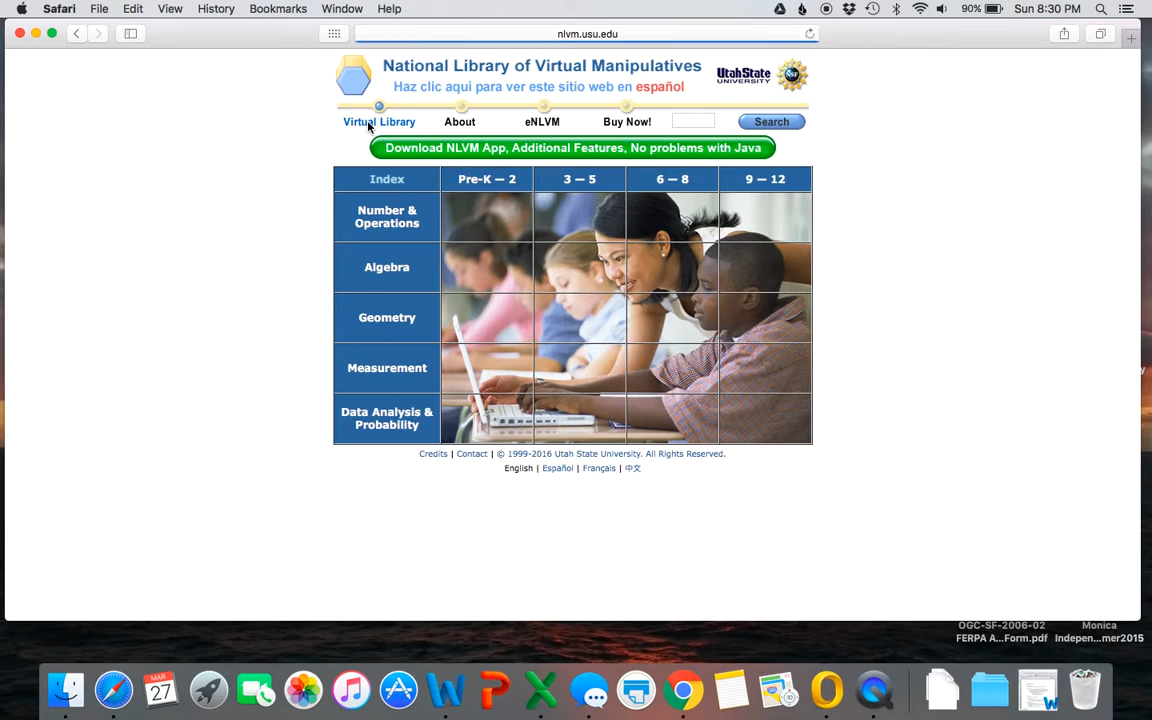 Safari File Edit View History Bookmarks Window Help 90% Sun 8:30 PM
nlvm.usu.edu
National Library of Virtual Manipulatives
UtahState UNIVERSITY
Haz clic aquí para ver este sitio web en español
Virtual Library About eNLVM Buy Now! Search
Download NLVM App, Additional Features, No problems with Java
Index Pre-K — 2 3 — 5 6 — 8 9 — 12
Number & Operations
Algebra
Geometry
Measurement
Data Analysis & Probability
Credits | Contact | © 1999-2016 Utah State University. All Rights Reserved.
English | Español | Français | 中文
OGC-SF-2006-02 Monica
FERPA A...Form.pdf Indepen...mer2015
MAR
27